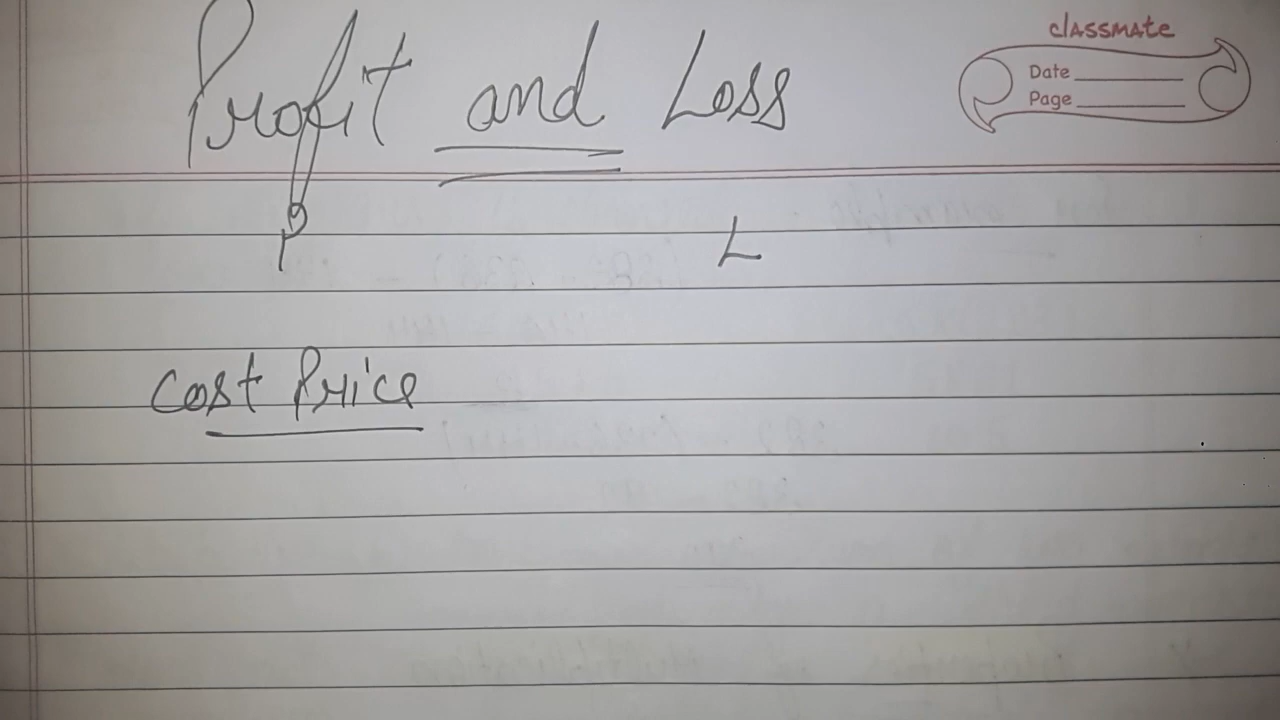 classmate
Date
Page
Profit and Loss
P L
Cost Price